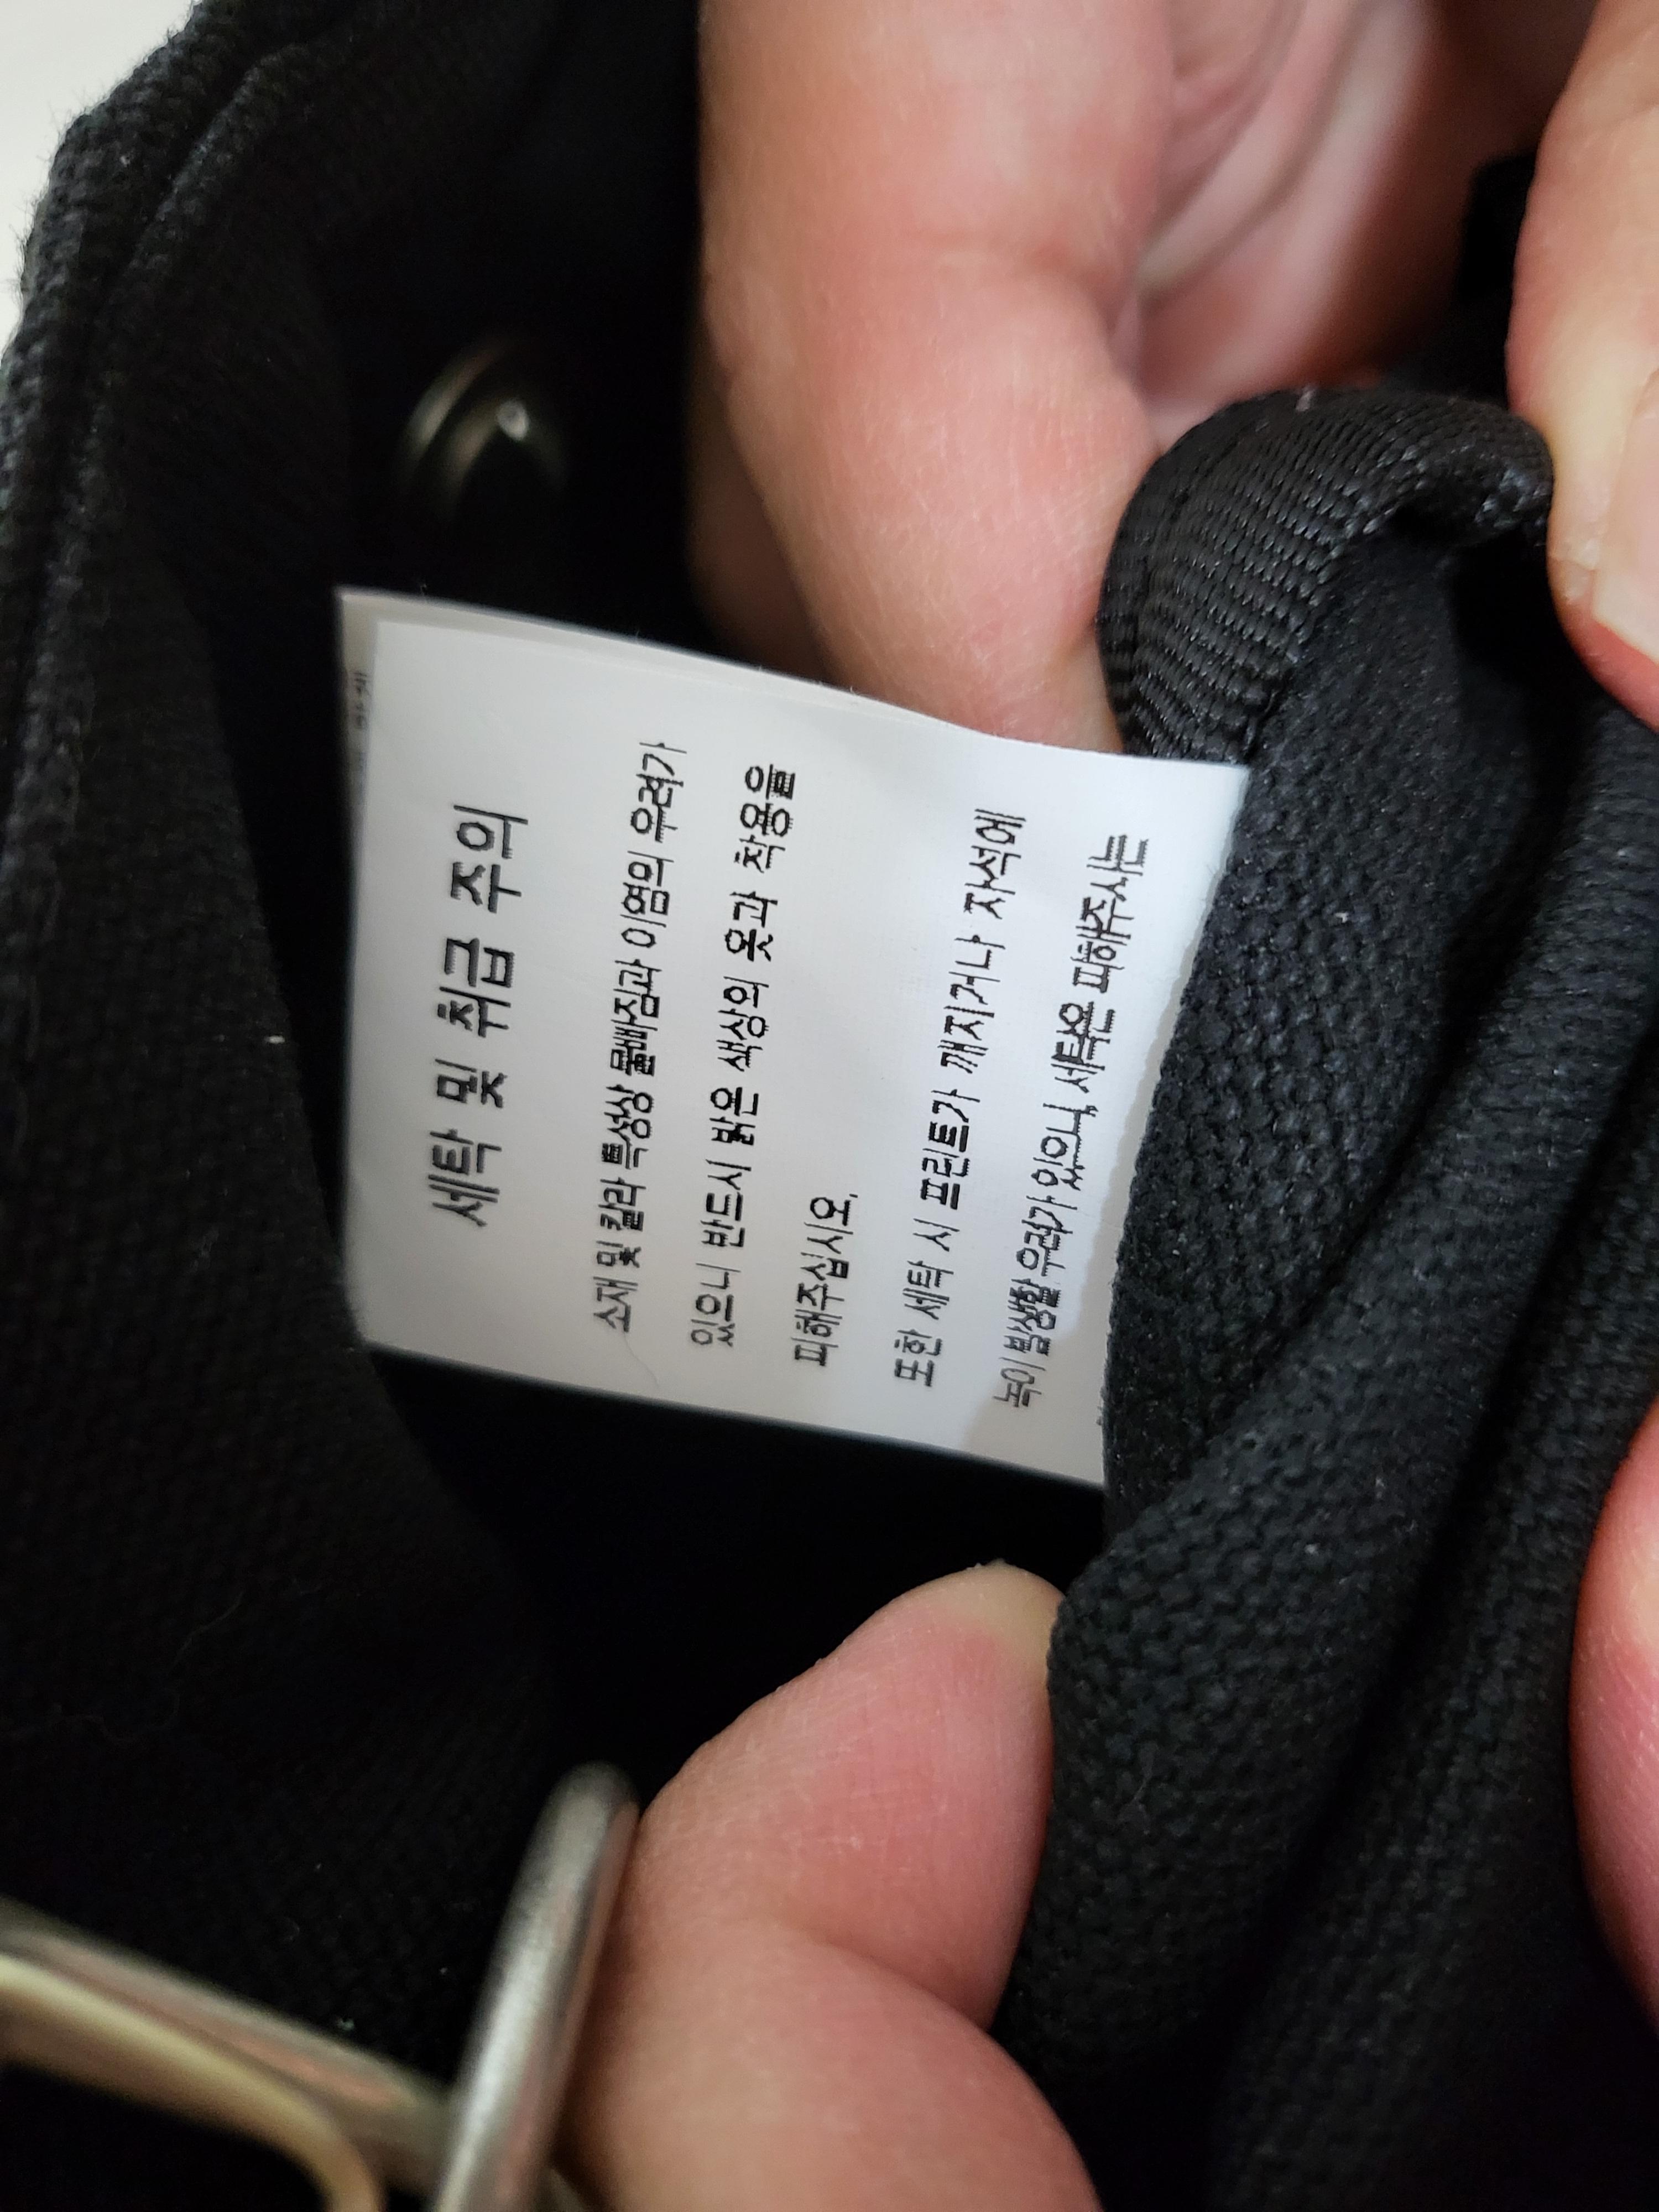 세탁 및 취급 주의
소재 및 칼라 특성상 물빠짐과 이염의 우려가
있으니 반드시 밝은 색상의 옷과 착용을
피해주십시오.
또한 세탁 시 프린트가 깨지거나 자석에
녹이 발생할 우려가 있으니, 세탁은 피해주시는